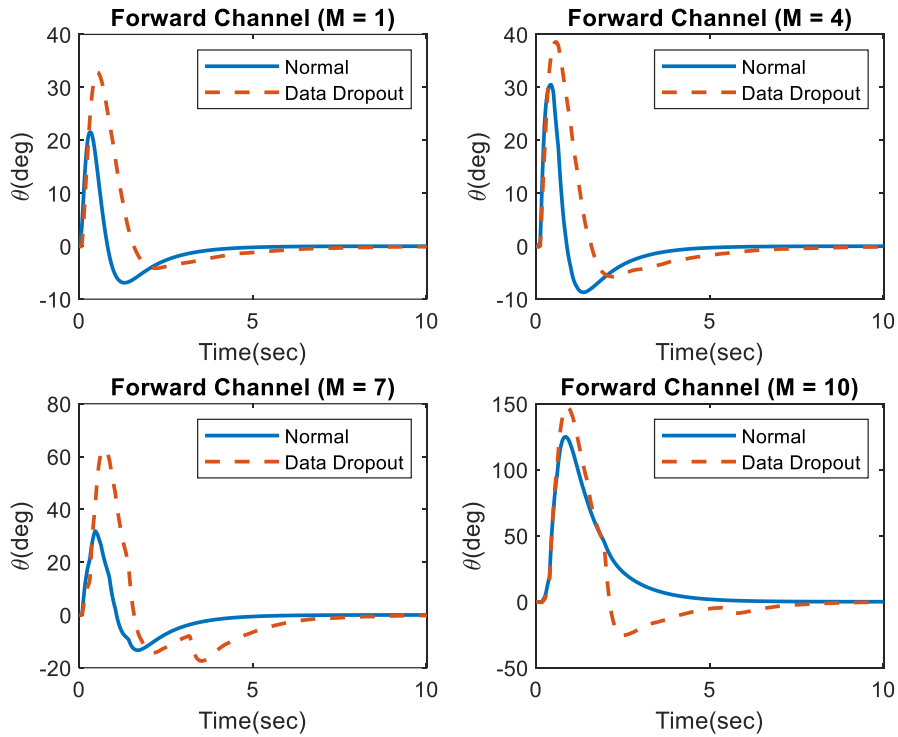 Forward Channel (M = 1)
40
30
20
10
0
-10
θ(deg)
Normal
Data Dropout
0
5
10
Time(sec)
Forward Channel (M = 4)
40
30
20
10
0
-10
θ(deg)
Normal
Data Dropout
0
5
10
Time(sec)
Forward Channel (M = 7)
80
60
40
20
0
-20
θ(deg)
Normal
Data Dropout
0
5
10
Time(sec)
Forward Channel (M = 10)
150
100
50
0
-50
θ(deg)
Normal
Data Dropout
0
5
10
Time(sec)